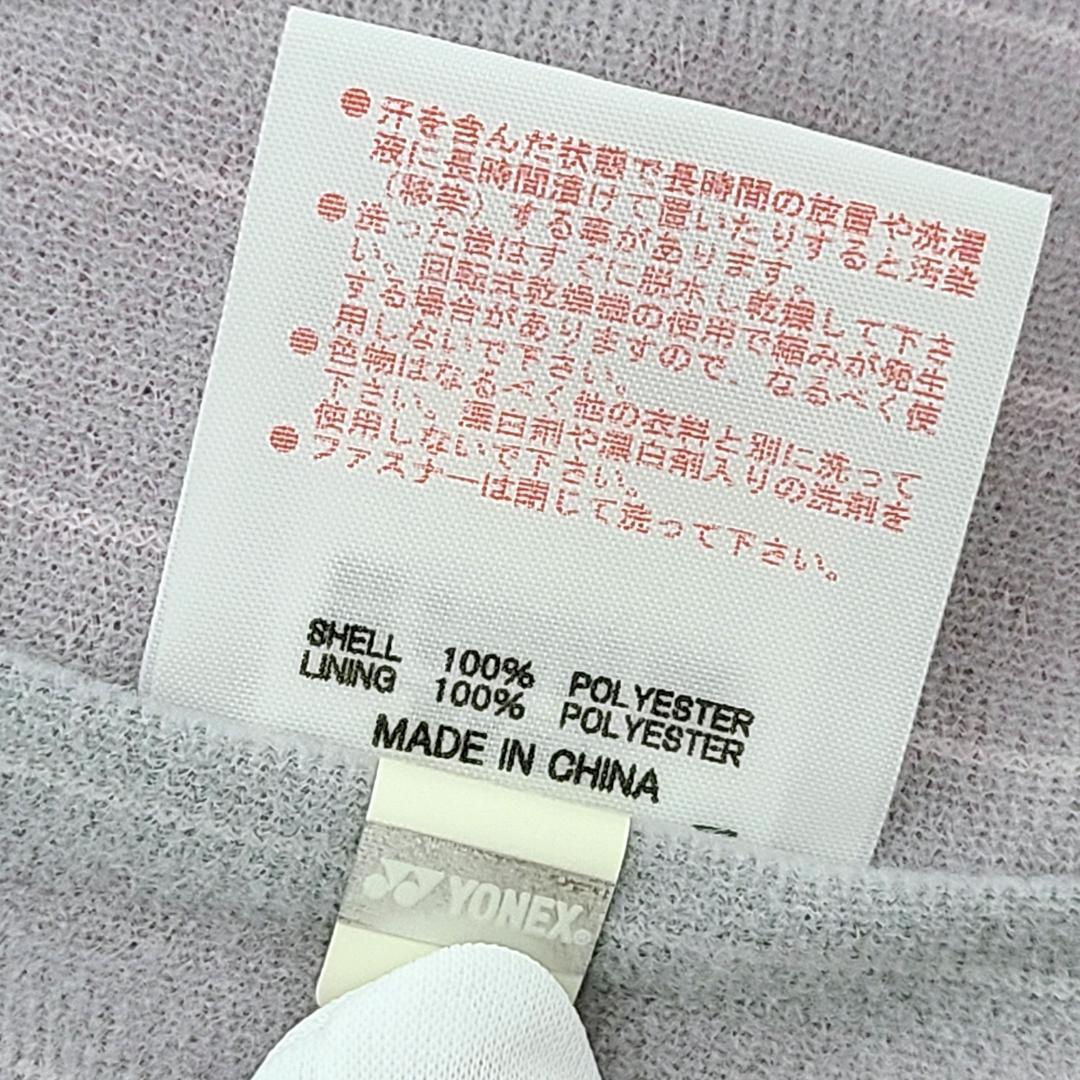 ●汗を含んだ状態で長時間の放置や洗濯
液に長時間漬けて置いたりすると汚染
(移染)する事があります。
●洗った後はすぐに脱水し乾燥して下さ
い。回転式乾燥機の使用で縮みが発生
する場合がありますので、なるべく使
用しないで下さい。
●色物はなるべく他の衣類と別に洗って
下さい。漂白剤や漂白剤入りの洗剤を
使用しないで下さい。
●ファスナーは閉じて洗って下さい。
SHELL 100% POLYESTER
LINING 100% POLYESTER
MADE IN CHINA
YONEX®